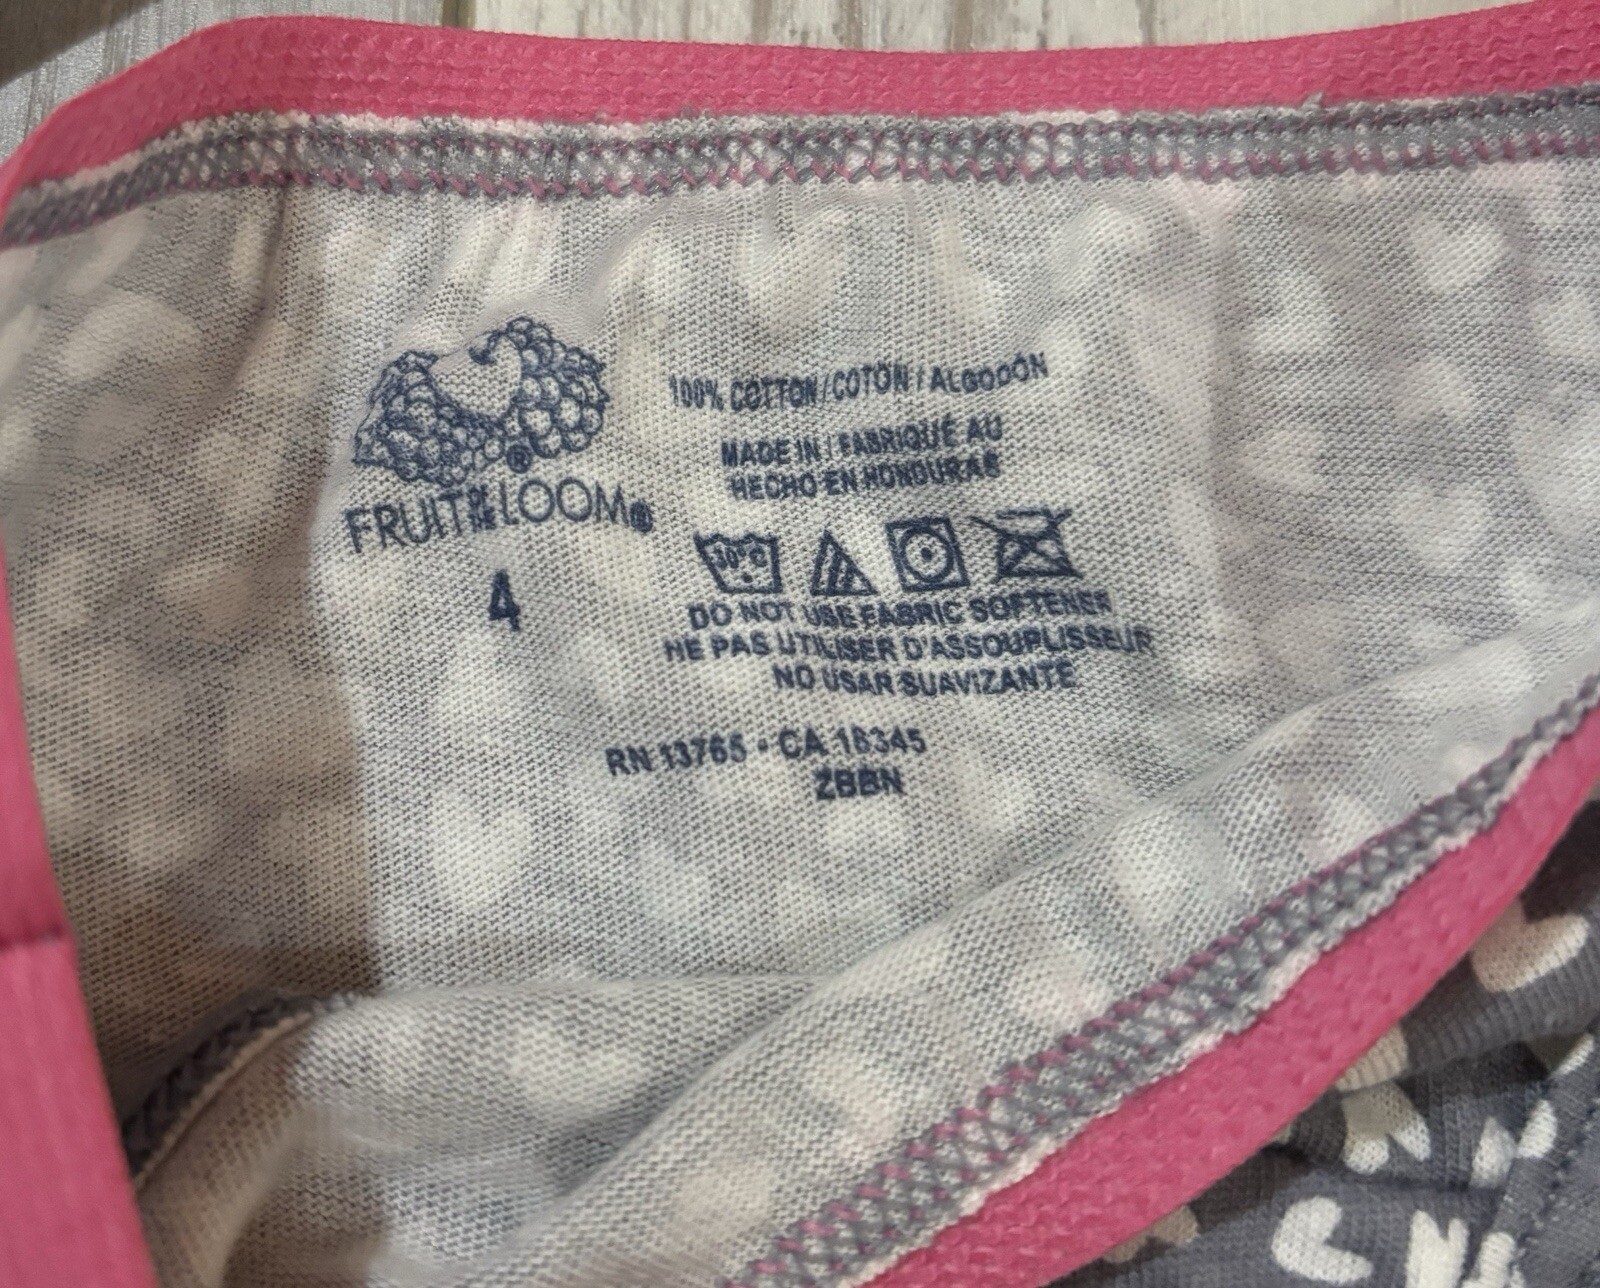 FRUIT OF THE LOOM®
4
100% COTTON / COTON / ALGODÓN
MADE IN / FABRIQUÉ AU
HECHO EN HONDURAS
30°C
DO NOT USE FABRIC SOFTENER
NE PAS UTILISER D'ASSOUPLISSEUR
NO USAR SUAVIZANTE
RN 13765 • CA 16345
ZBBN